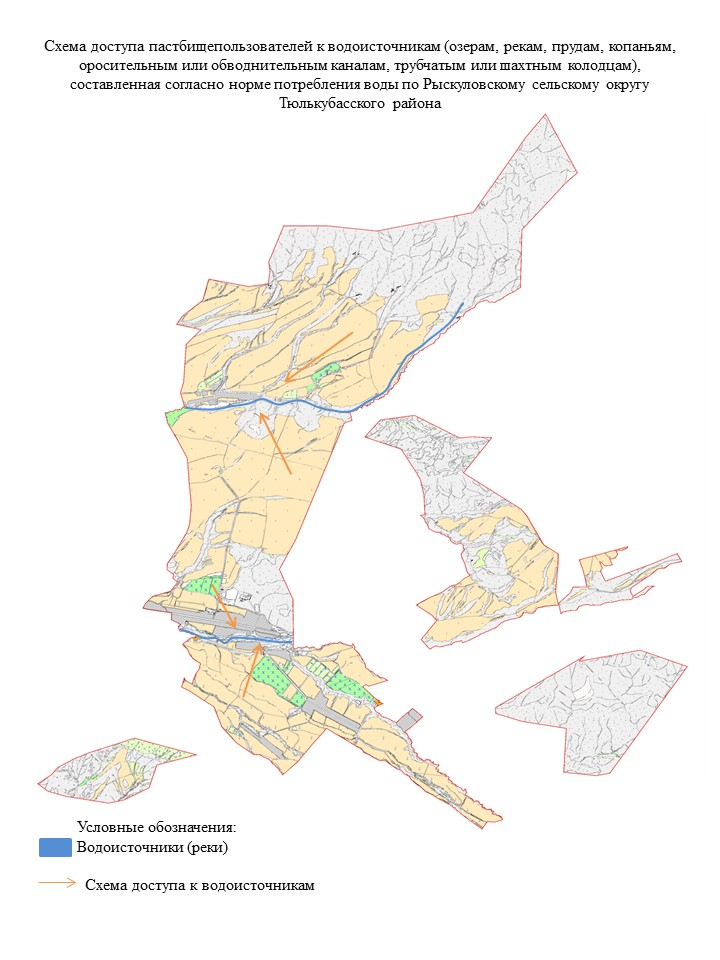 Схема доступа пастбищепользователей к водоисточникам (озерам, рекам, прудам, копаньям,
оросительным или обводнительным каналам, трубчатым или шахтным колодцам),
составленная согласно норме потребления воды по Рыскуловскому сельскому округу
Тюлькубасского района
Условные обозначения:
Водоисточники (реки)
Схема доступа к водоисточникам